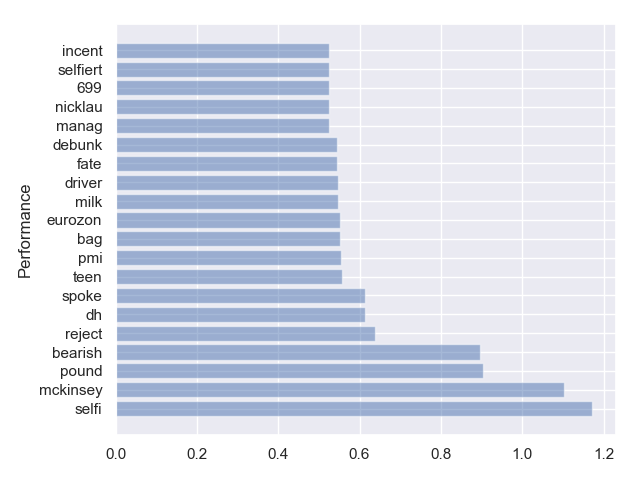 incent
selfiert
699
nicklau
manag
debunk
fate
driver
milk
eurozon
bag
pmi
teen
spoke
dh
reject
bearish
pound
mckinsey
selfi
Performance
0.0 0.2 0.4 0.6 0.8 1.0 1.2